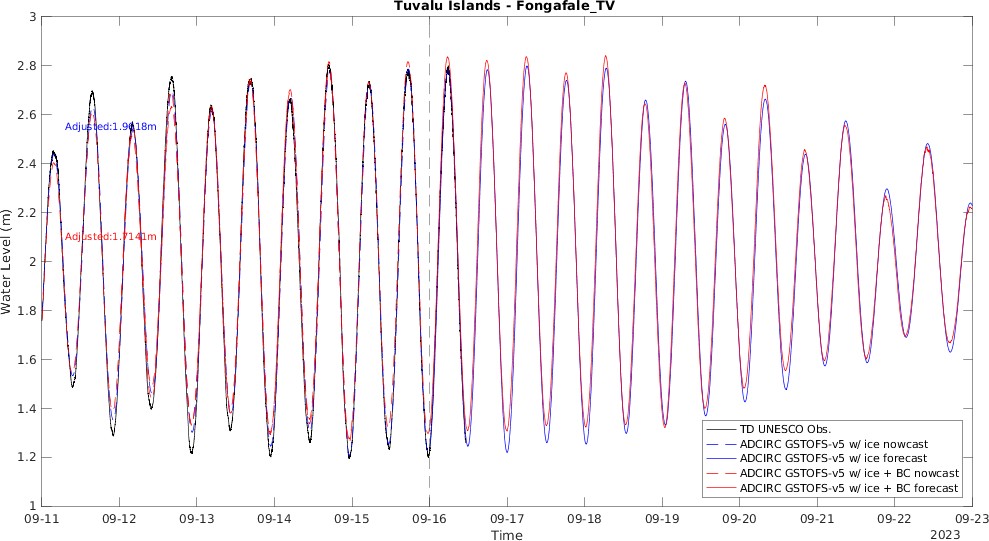 Tuvalu Islands - Fongafale_TV
3
2.8
2.6
2.4
2.2
2
1.8
1.6
1.4
1.2
1
Water Level (m)
Adjusted:1.9618m
Adjusted:1.7141m
TD UNESCO Obs.
ADCIRC GSTOFS-v5 w/ ice nowcast
ADCIRC GSTOFS-v5 w/ ice forecast
ADCIRC GSTOFS-v5 w/ ice + BC nowcast
ADCIRC GSTOFS-v5 w/ ice + BC forecast
09-11 09-12 09-13 09-14 09-15 09-16 09-17 09-18 09-19 09-20 09-21 09-22 09-23
Time
2023